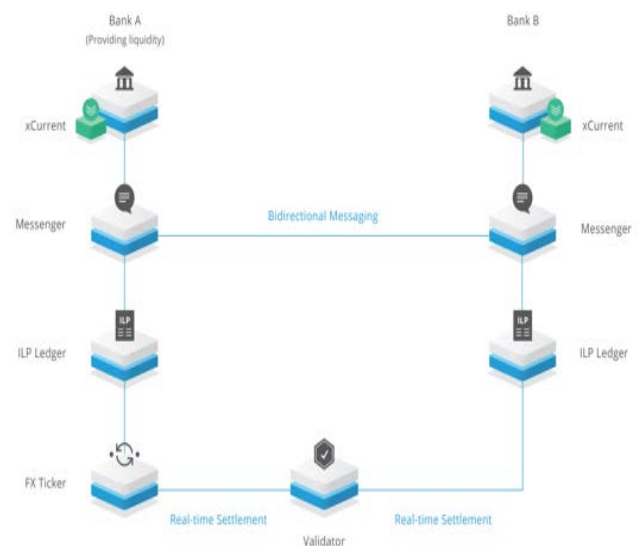 Bank A
(Providing liquidity)
Bank B
xCurrent
xCurrent
Messenger
Bidirectional Messaging
Messenger
ILP
ILP
ILP Ledger
ILP Ledger
FX Ticker
Real-time Settlement
Real-time Settlement
Validator